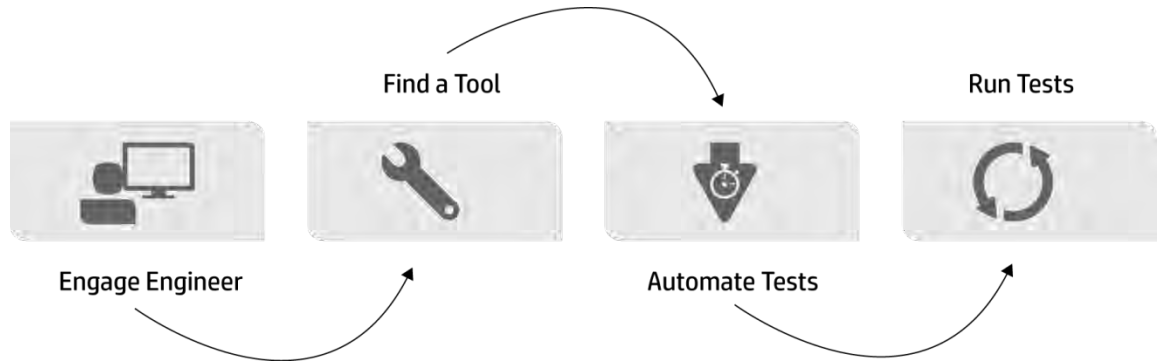 Find a Tool
Run Tests
Engage Engineer
Automate Tests